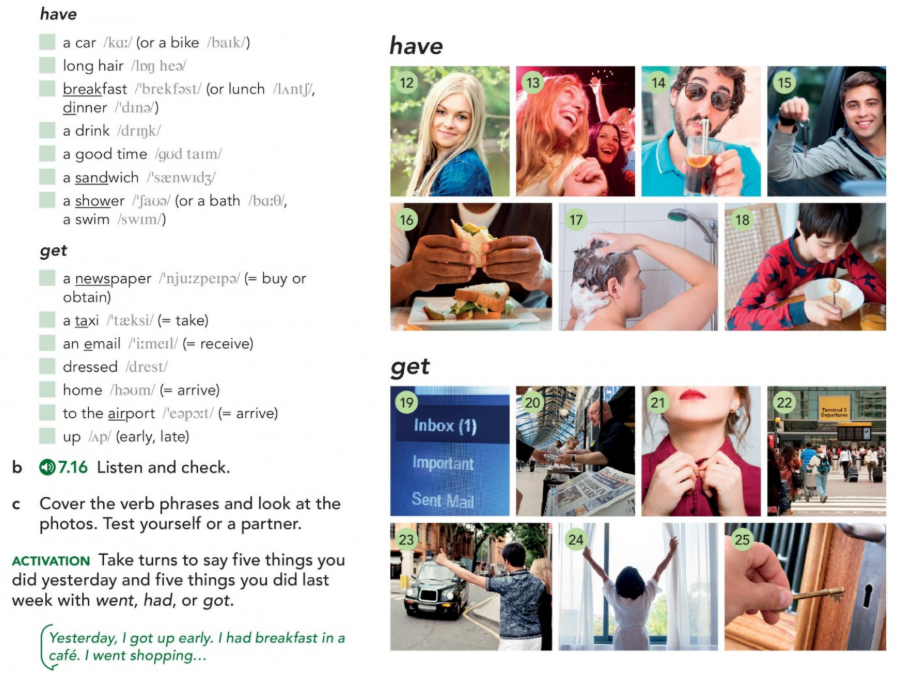 have
a car /kɑː/ (or a bike /baɪk/)
long hair /lɒŋ heə/
breakfast /ˈbrekfəst/ (or lunch /lʌntʃ/,
dinner /ˈdɪnə/)
a drink /drɪŋk/
a good time /ɡʊd taɪm/
a sandwich /ˈsænwɪdʒ/
a shower /ˈʃaʊə/ (or a bath /bɑːθ/,
a swim /swɪm/)
get
a newspaper /ˈnjuːzpeɪpə/ (= buy or
obtain)
a taxi /ˈtæksi/ (= take)
an email /ˈiːmeɪl/ (= receive)
dressed /drest/
home /həʊm/ (= arrive)
to the airport /ˈeəpɔːt/ (= arrive)
up /ʌp/ (early, late)
b 7.16 Listen and check.
c Cover the verb phrases and look at the
photos. Test yourself or a partner.
ACTIVATION Take turns to say five things you
did yesterday and five things you did last
week with went, had, or got.
Yesterday, I got up early. I had breakfast in a
café. I went shopping…
have
12 13 14 15
16 17 18
get
19 20 21 22
Inbox (1)
Important
Sent Mail
Terminal 3
Departures
23 24 25